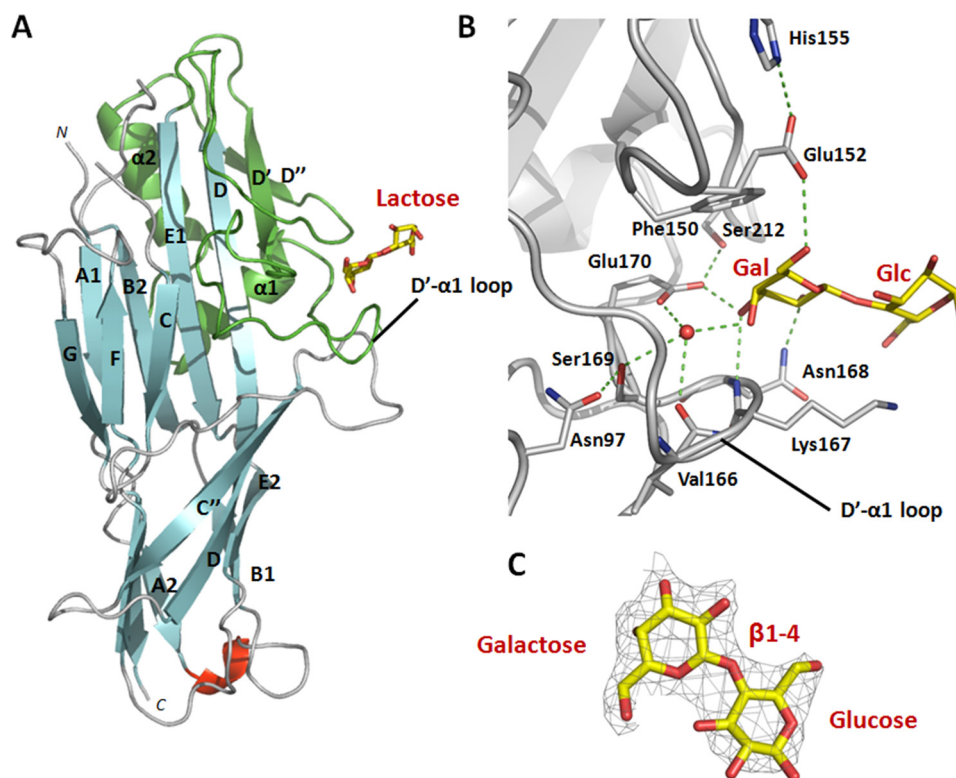 A
N
α2
D
D' D''
Lactose
E1
A1
B2
α1
D'-α1 loop
C
G
F
E2
C''
D
B1
A2
C
B
His155
Glu152
Phe150
Ser212
Glu170
Gal
Glc
Ser169
Asn168
Asn97
Lys167
Val166
D'-α1 loop
C
β1-4
Galactose
Glucose